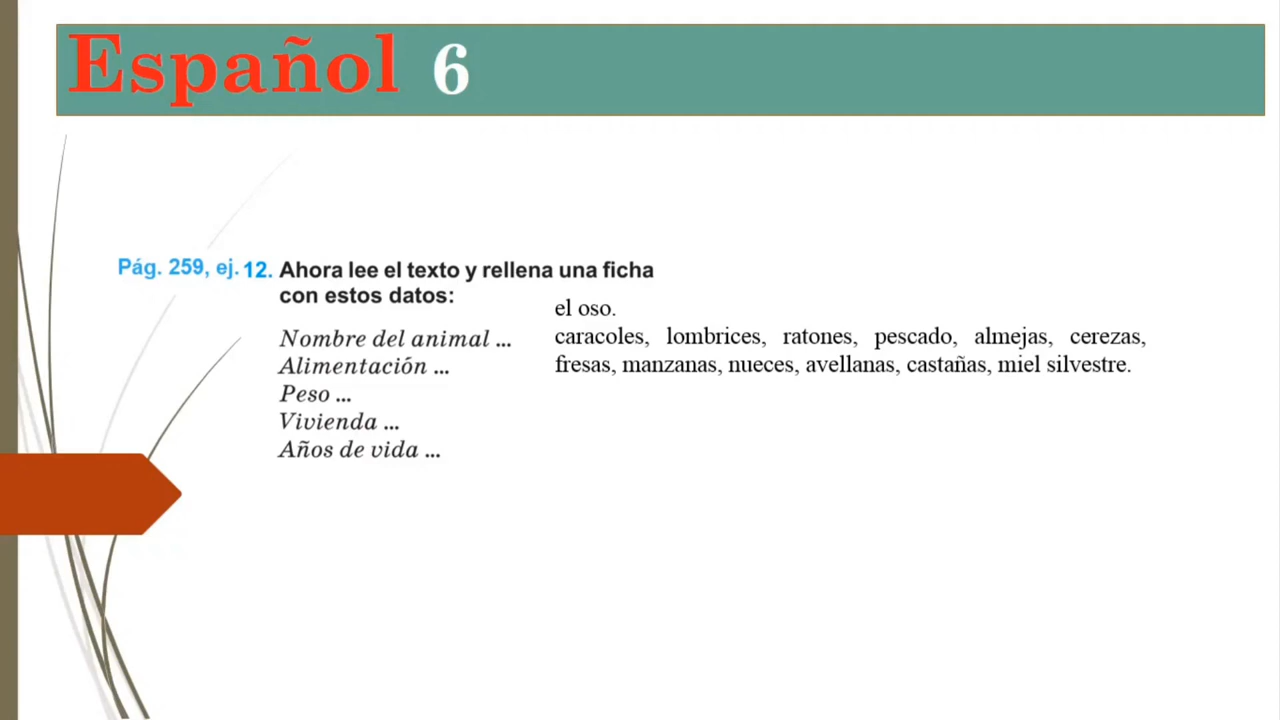 Español 6
Pág. 259, ej. 12. Ahora lee el texto y rellena una ficha
con estos datos:
el oso.
Nombre del animal ...
caracoles, lombrices, ratones, pescado, almejas, cerezas,
Alimentación ...
fresas, manzanas, nueces, avellanas, castañas, miel silvestre.
Peso ...
Vivienda ...
Años de vida ...